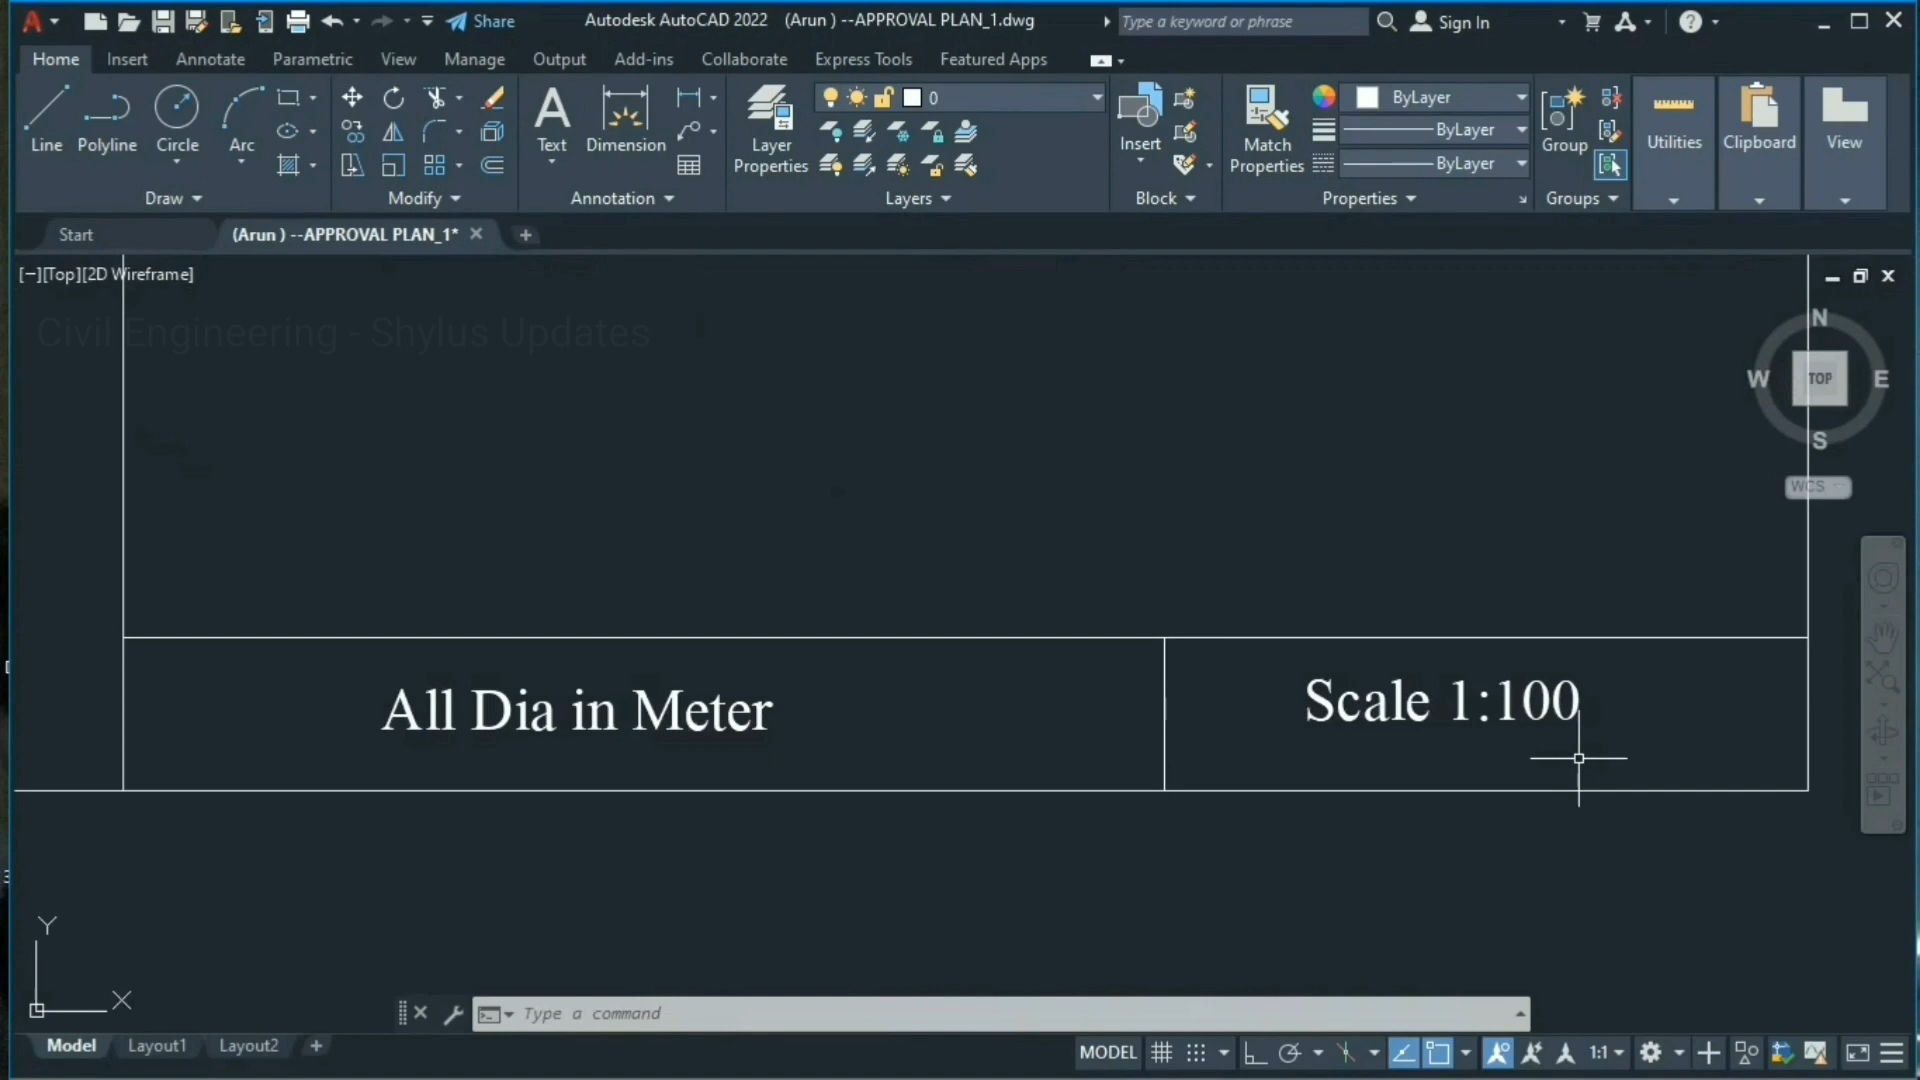 Share
Autodesk AutoCAD 2022 (Arun ) --APPROVAL PLAN_1.dwg
Type a keyword or phrase
Sign In
Home Insert Annotate Parametric View Manage Output Add-ins Collaborate Express Tools Featured Apps
0
ByLayer
ByLayer
ByLayer
Line Polyline Circle Arc
Text Dimension
Layer Properties
Insert
Match Properties
Group
Utilities Clipboard View
Draw Modify Annotation Layers Block Properties Groups
Start (Arun ) --APPROVAL PLAN_1*
[−][Top][2D Wireframe]
Civil Engineering - Shylus Updates
N
W TOP E
S
WCS
All Dia in Meter
Scale 1:100
Y
X
Type a command
Model Layout1 Layout2
MODEL 1:1